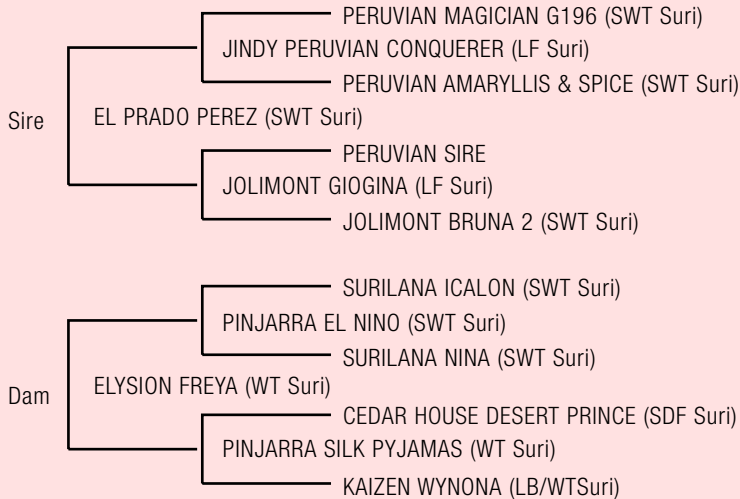 PERUVIAN MAGICIAN G196 (SWT Suri)
JINDY PERUVIAN CONQUERER (LF Suri)
PERUVIAN AMARYLLIS & SPICE (SWT Suri)
Sire
EL PRADO PEREZ (SWT Suri)
PERUVIAN SIRE
JOLIMONT GIOGINA (LF Suri)
JOLIMONT BRUNA 2 (SWT Suri)
SURILANA ICALON (SWT Suri)
PINJARRA EL NINO (SWT Suri)
SURILANA NINA (SWT Suri)
Dam
ELYSION FREYA (WT Suri)
CEDAR HOUSE DESERT PRINCE (SDF Suri)
PINJARRA SILK PYJAMAS (WT Suri)
KAIZEN WYNONA (LB/WTSuri)